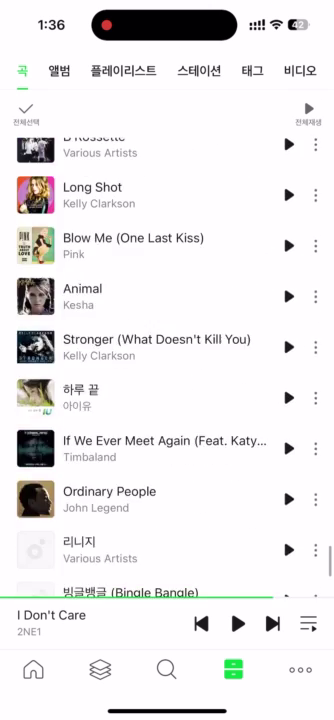 1:36
42
곡 앨범 플레이리스트 스테이션 태그 비디오
전체선택 전체재생
B Rossette
Various Artists
Long Shot
Kelly Clarkson
Blow Me (One Last Kiss)
Pink
Animal
Kesha
Stronger (What Doesn't Kill You)
Kelly Clarkson
하루 끝
아이유
If We Ever Meet Again (Feat. Katy...
Timbaland
Ordinary People
John Legend
리니지
Various Artists
빙글뱅글 (Bingle Bangle)
I Don't Care
2NE1